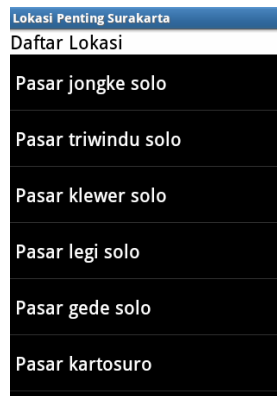 Lokasi Penting Surakarta
Daftar Lokasi
Pasar jongke solo
Pasar triwindu solo
Pasar klewer solo
Pasar legi solo
Pasar gede solo
Pasar kartosuro